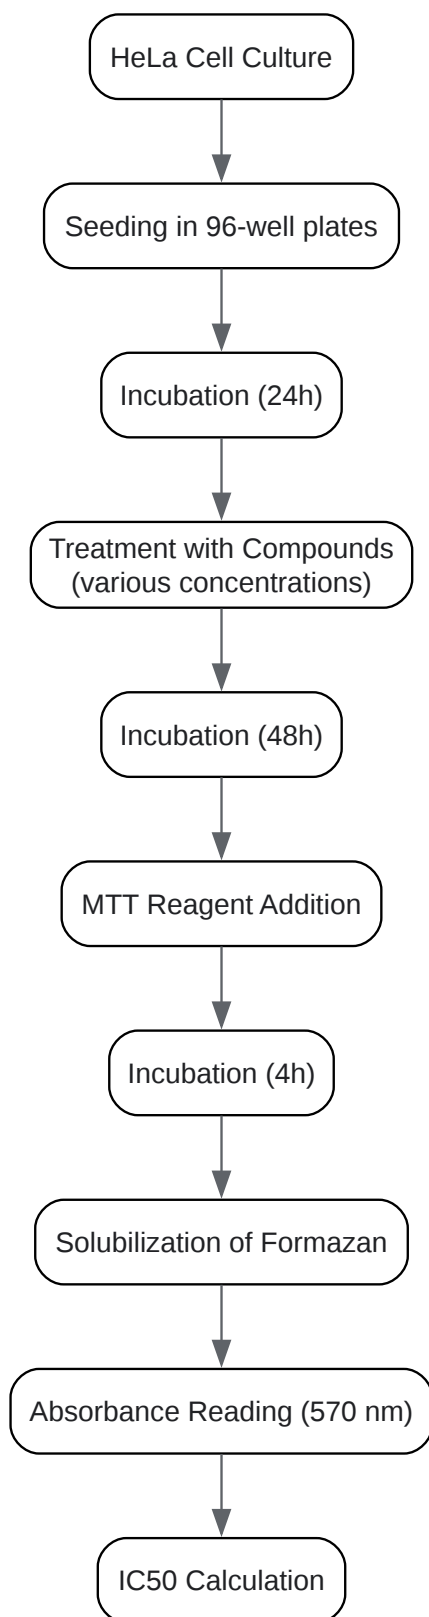 HeLa Cell Culture
Seeding in 96-well plates
Incubation (24h)
Treatment with Compounds
(various concentrations)
Incubation (48h)
MTT Reagent Addition
Incubation (4h)
Solubilization of Formazan
Absorbance Reading (570 nm)
IC50 Calculation